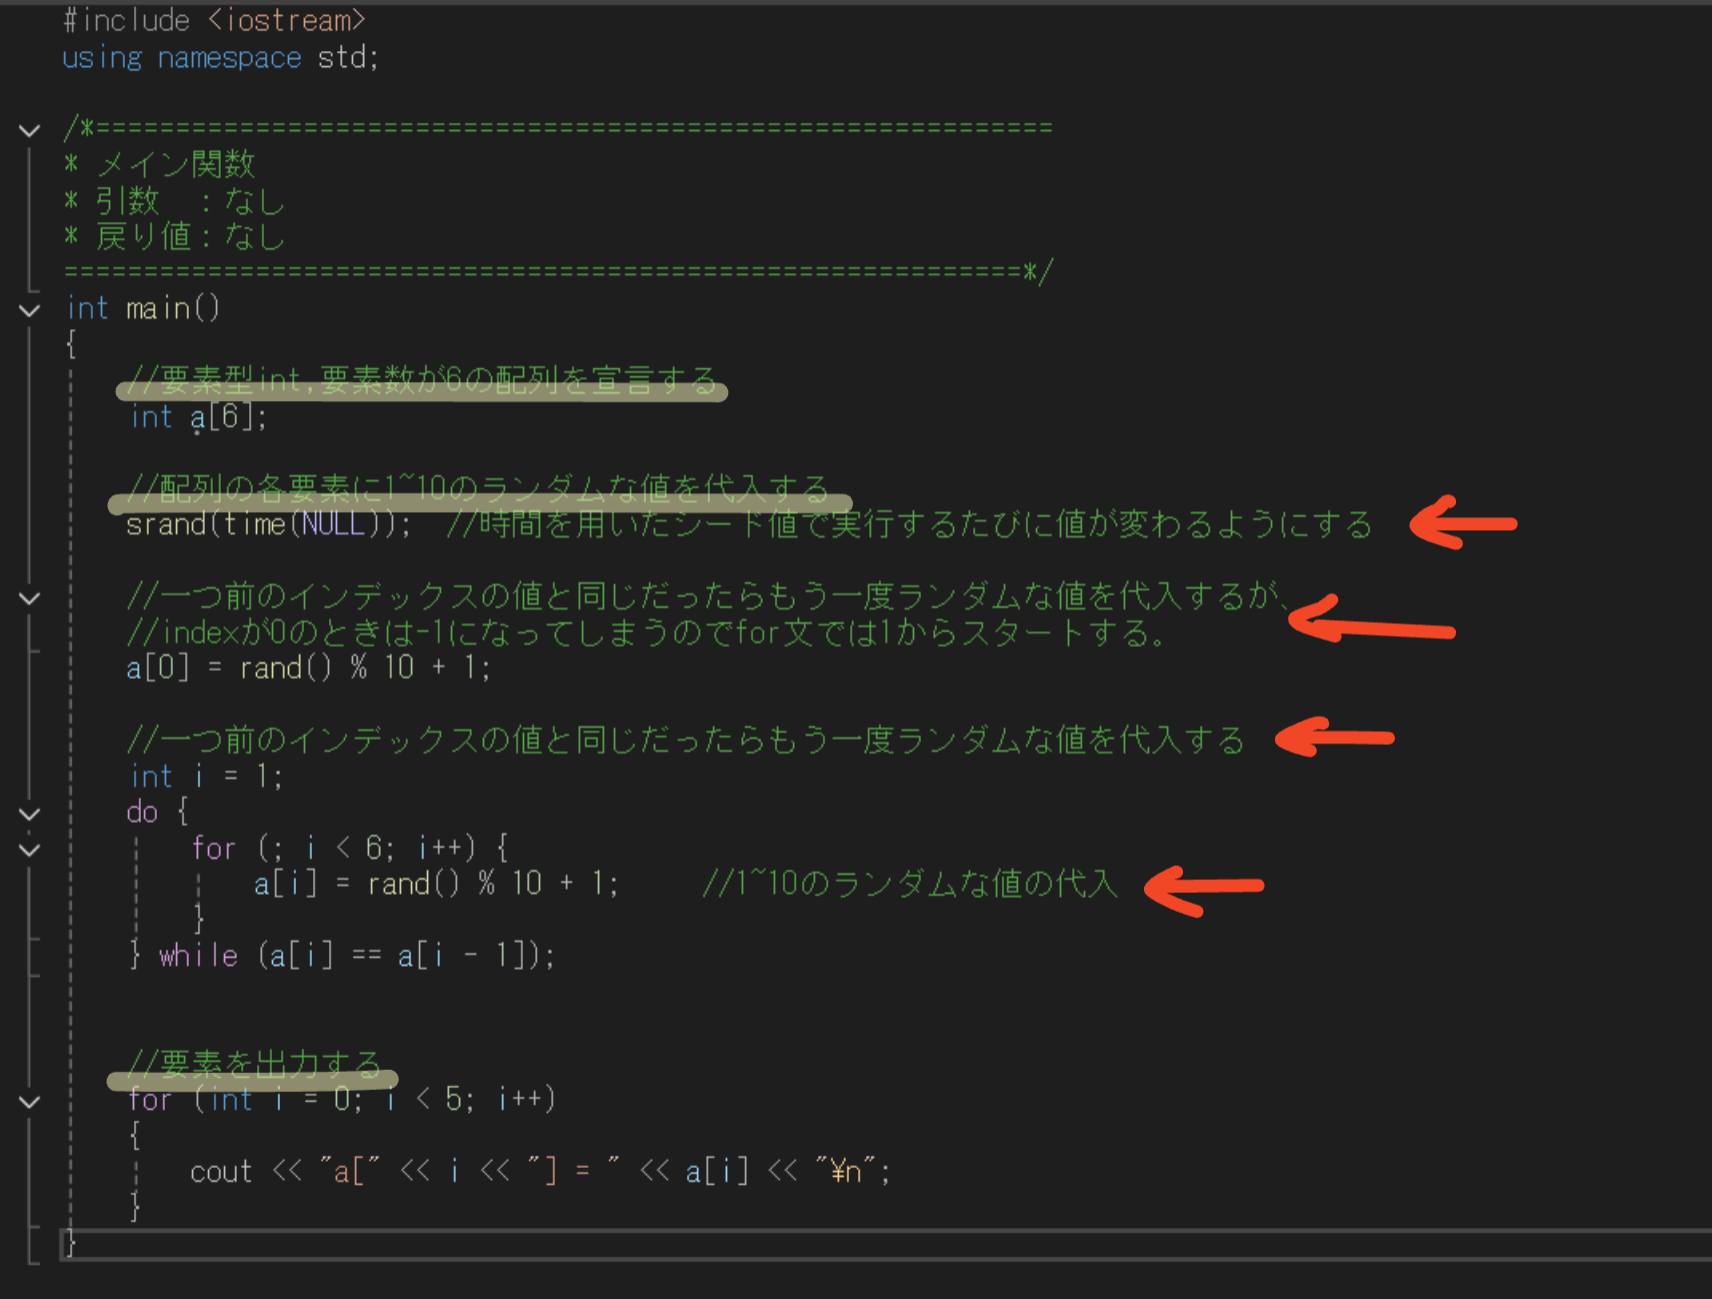 #include <iostream>
using namespace std;
/*============================================================
* メイン関数
* 引数　：なし
* 戻り値：なし
============================================================*/
int main()
{
//要素型int,要素数が6の配列を宣言する
int a[6];
//配列の各要素に1~10のランダムな値を代入する
srand(time(NULL)); //時間を用いたシード値で実行するたびに値が変わるようにする
//一つ前のインデックスの値と同じだったらもう一度ランダムな値を代入するが、
//indexが0のときは-1になってしまうのでfor文では1からスタートする。
a[0] = rand() % 10 + 1;
//一つ前のインデックスの値と同じだったらもう一度ランダムな値を代入する
int i = 1;
do {
for (; i < 6; i++) {
a[i] = rand() % 10 + 1; //1~10のランダムな値の代入
}
} while (a[i] == a[i - 1]);
//要素を出力する
for (int i = 0; i < 5; i++)
{
cout << "a[" << i << "] = " << a[i] << "¥n";
}
}